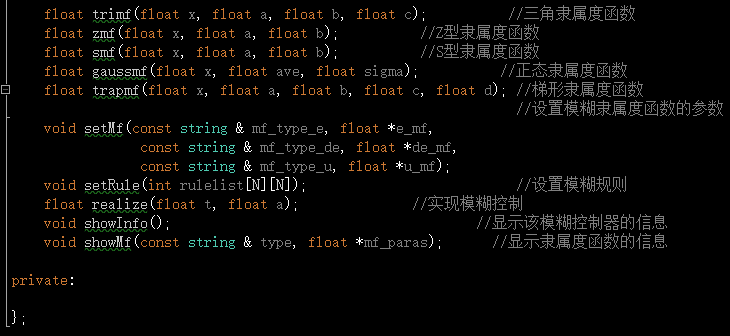 float trimf(float x, float a, float b, float c); //三角隶属度函数
float zmf(float x, float a, float b); //Z型隶属度函数
float smf(float x, float a, float b); //S型隶属度函数
float gaussmf(float x, float ave, float sigma); //正态隶属度函数
float trapmf(float x, float a, float b, float c, float d); //梯形隶属度函数
//设置模糊隶属度函数的参数
void setMf(const string & mf_type_e, float *e_mf,
const string & mf_type_de, float *de_mf,
const string & mf_type_u, float *u_mf);
void setRule(int rulelist[N][N]); //设置模糊规则
float realize(float t, float a); //实现模糊控制
void showInfo(); //显示该模糊控制器的信息
void showMf(const string & type, float *mf_paras); //显示隶属度函数的信息
private:
};